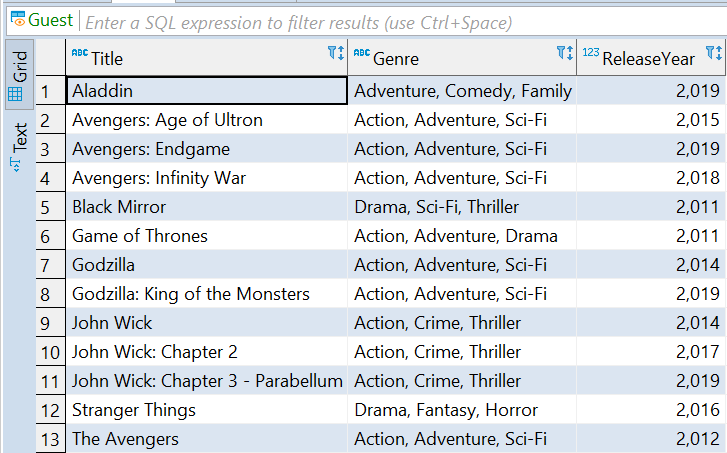 Guest Enter a SQL expression to filter results (use Ctrl+Space)
Grid
Text
ABC Title ABC Genre 123 ReleaseYear
1 Aladdin Adventure, Comedy, Family 2,019
2 Avengers: Age of Ultron Action, Adventure, Sci-Fi 2,015
3 Avengers: Endgame Action, Adventure, Sci-Fi 2,019
4 Avengers: Infinity War Action, Adventure, Sci-Fi 2,018
5 Black Mirror Drama, Sci-Fi, Thriller 2,011
6 Game of Thrones Action, Adventure, Drama 2,011
7 Godzilla Action, Adventure, Sci-Fi 2,014
8 Godzilla: King of the Monsters Action, Adventure, Sci-Fi 2,019
9 John Wick Action, Crime, Thriller 2,014
10 John Wick: Chapter 2 Action, Crime, Thriller 2,017
11 John Wick: Chapter 3 - Parabellum Action, Crime, Thriller 2,019
12 Stranger Things Drama, Fantasy, Horror 2,016
13 The Avengers Action, Adventure, Sci-Fi 2,012